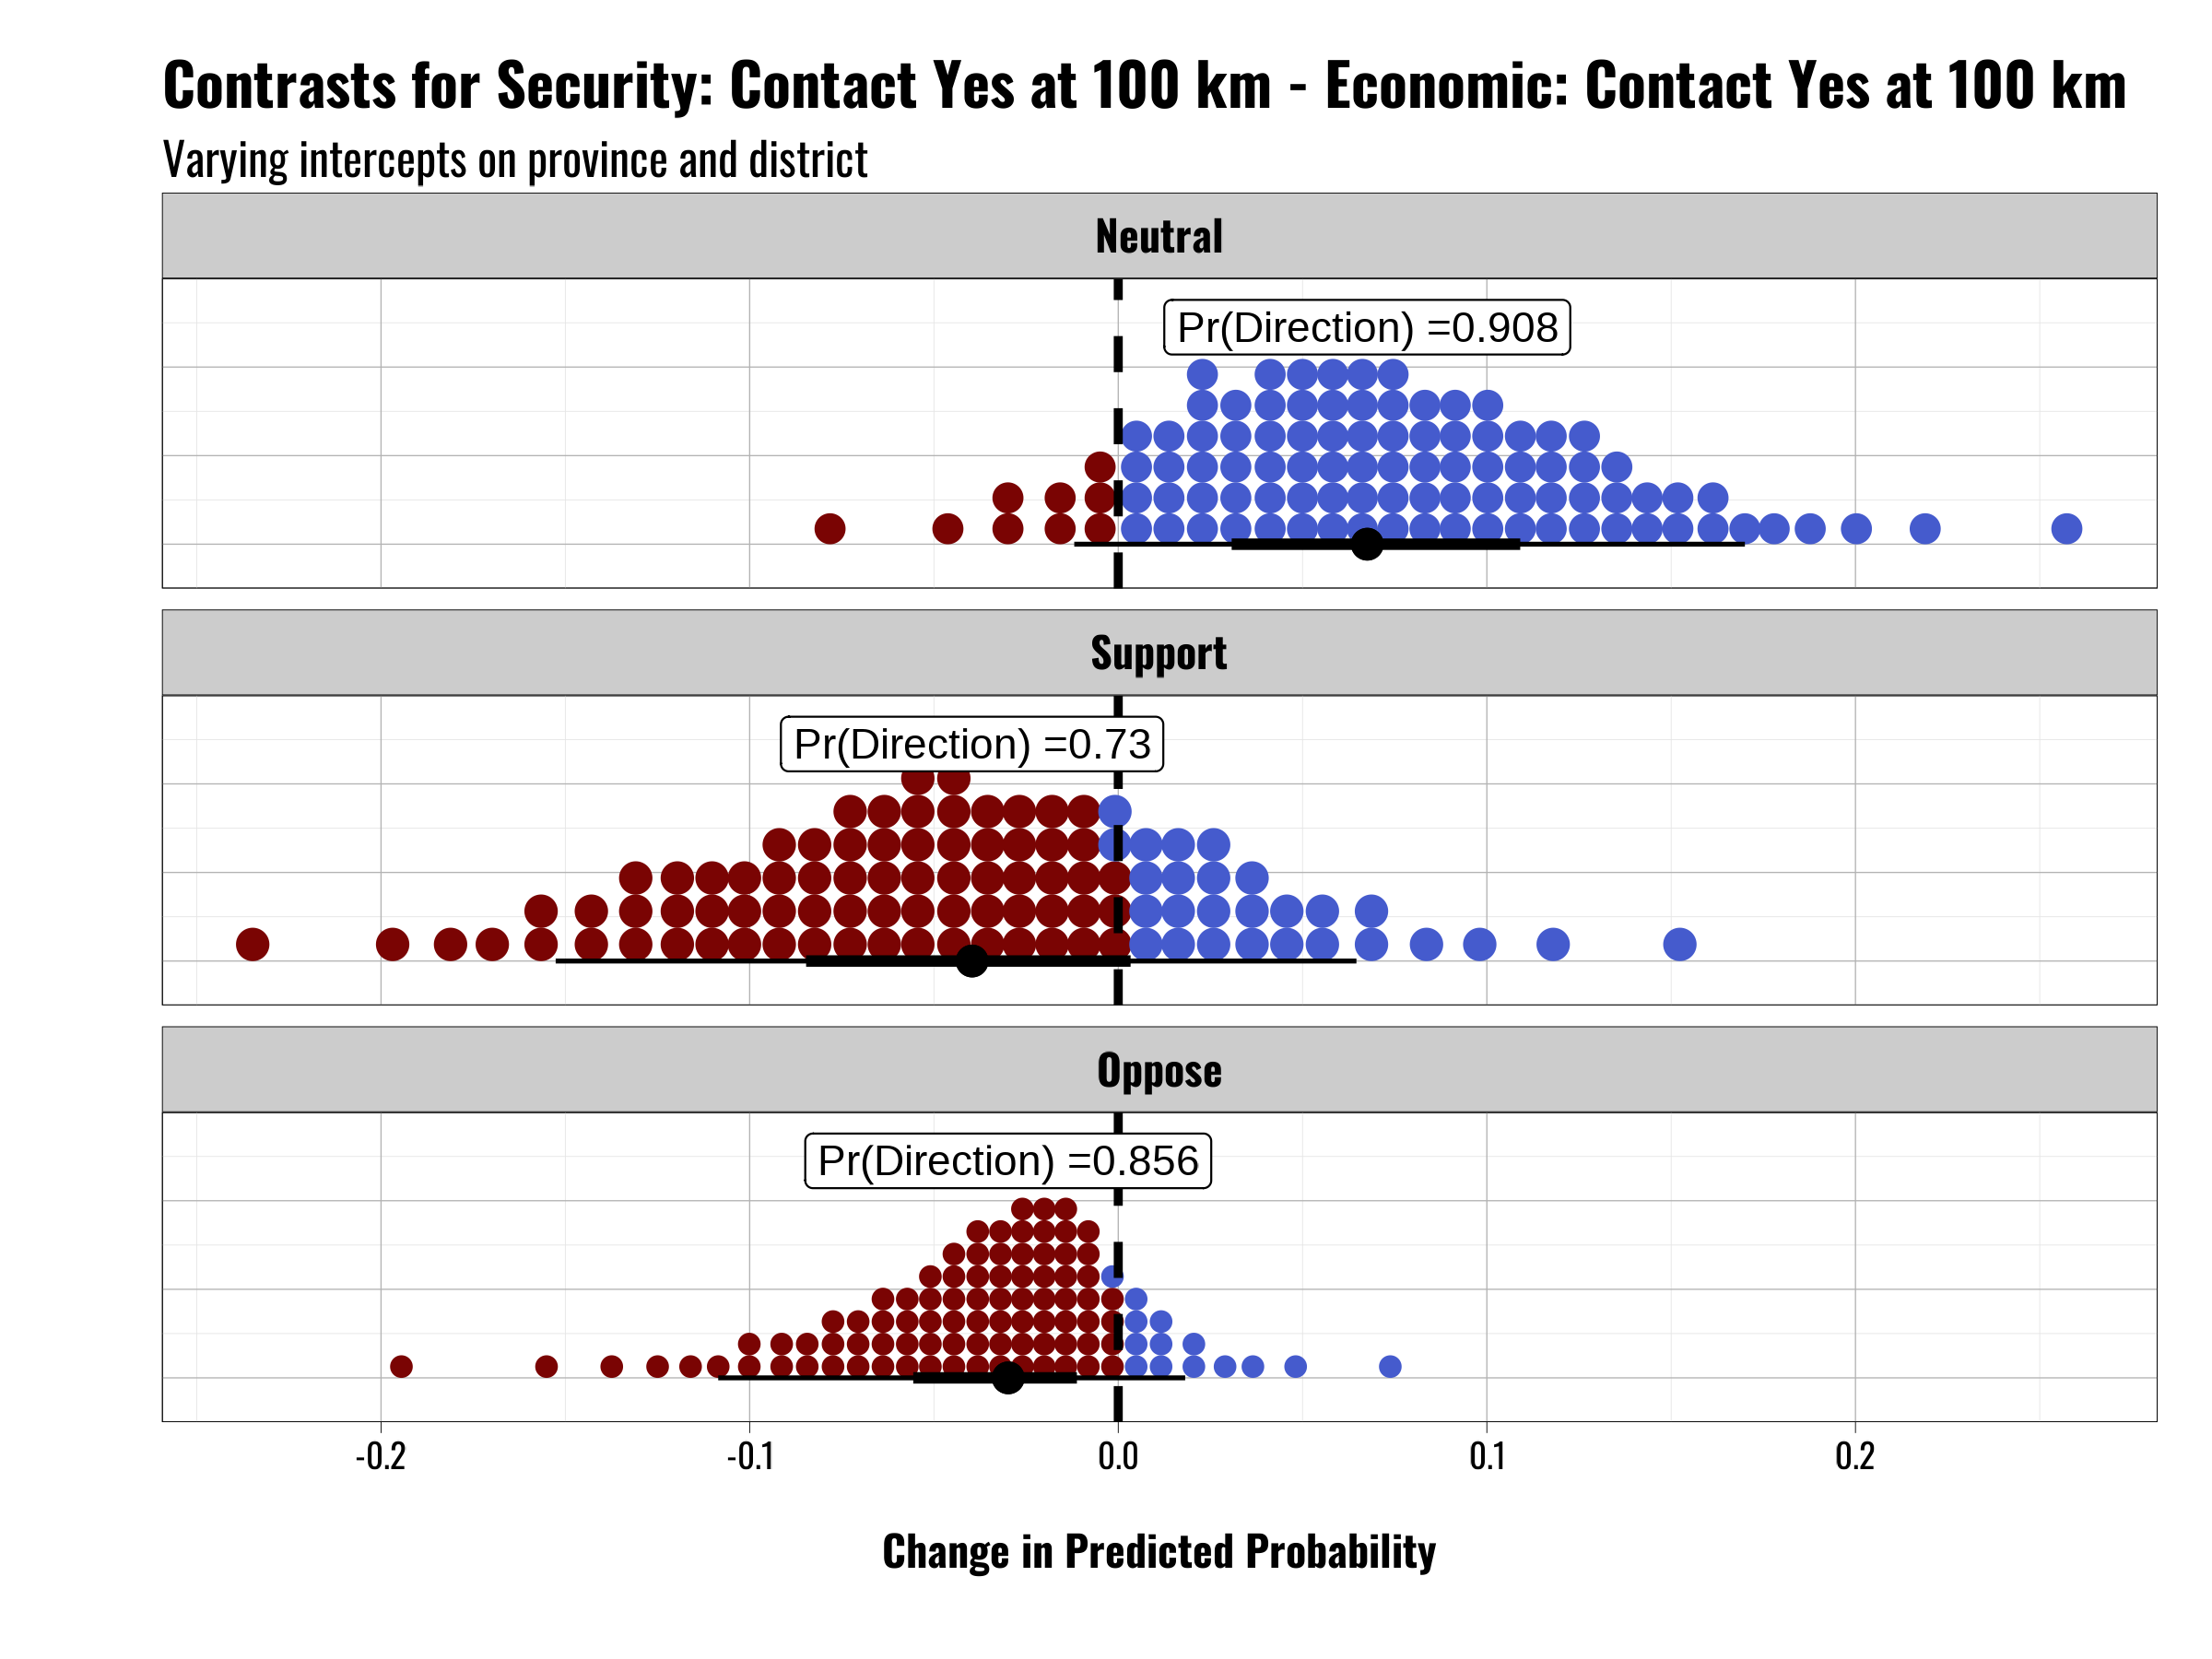 Contrasts for Security: Contact Yes at 100 km - Economic: Contact Yes at 100 km
Varying intercepts on province and district
Neutral
Pr(Direction) =0.908
Support
Pr(Direction) =0.73
Oppose
Pr(Direction) =0.856
-0.2 -0.1 0.0 0.1 0.2
Change in Predicted Probability